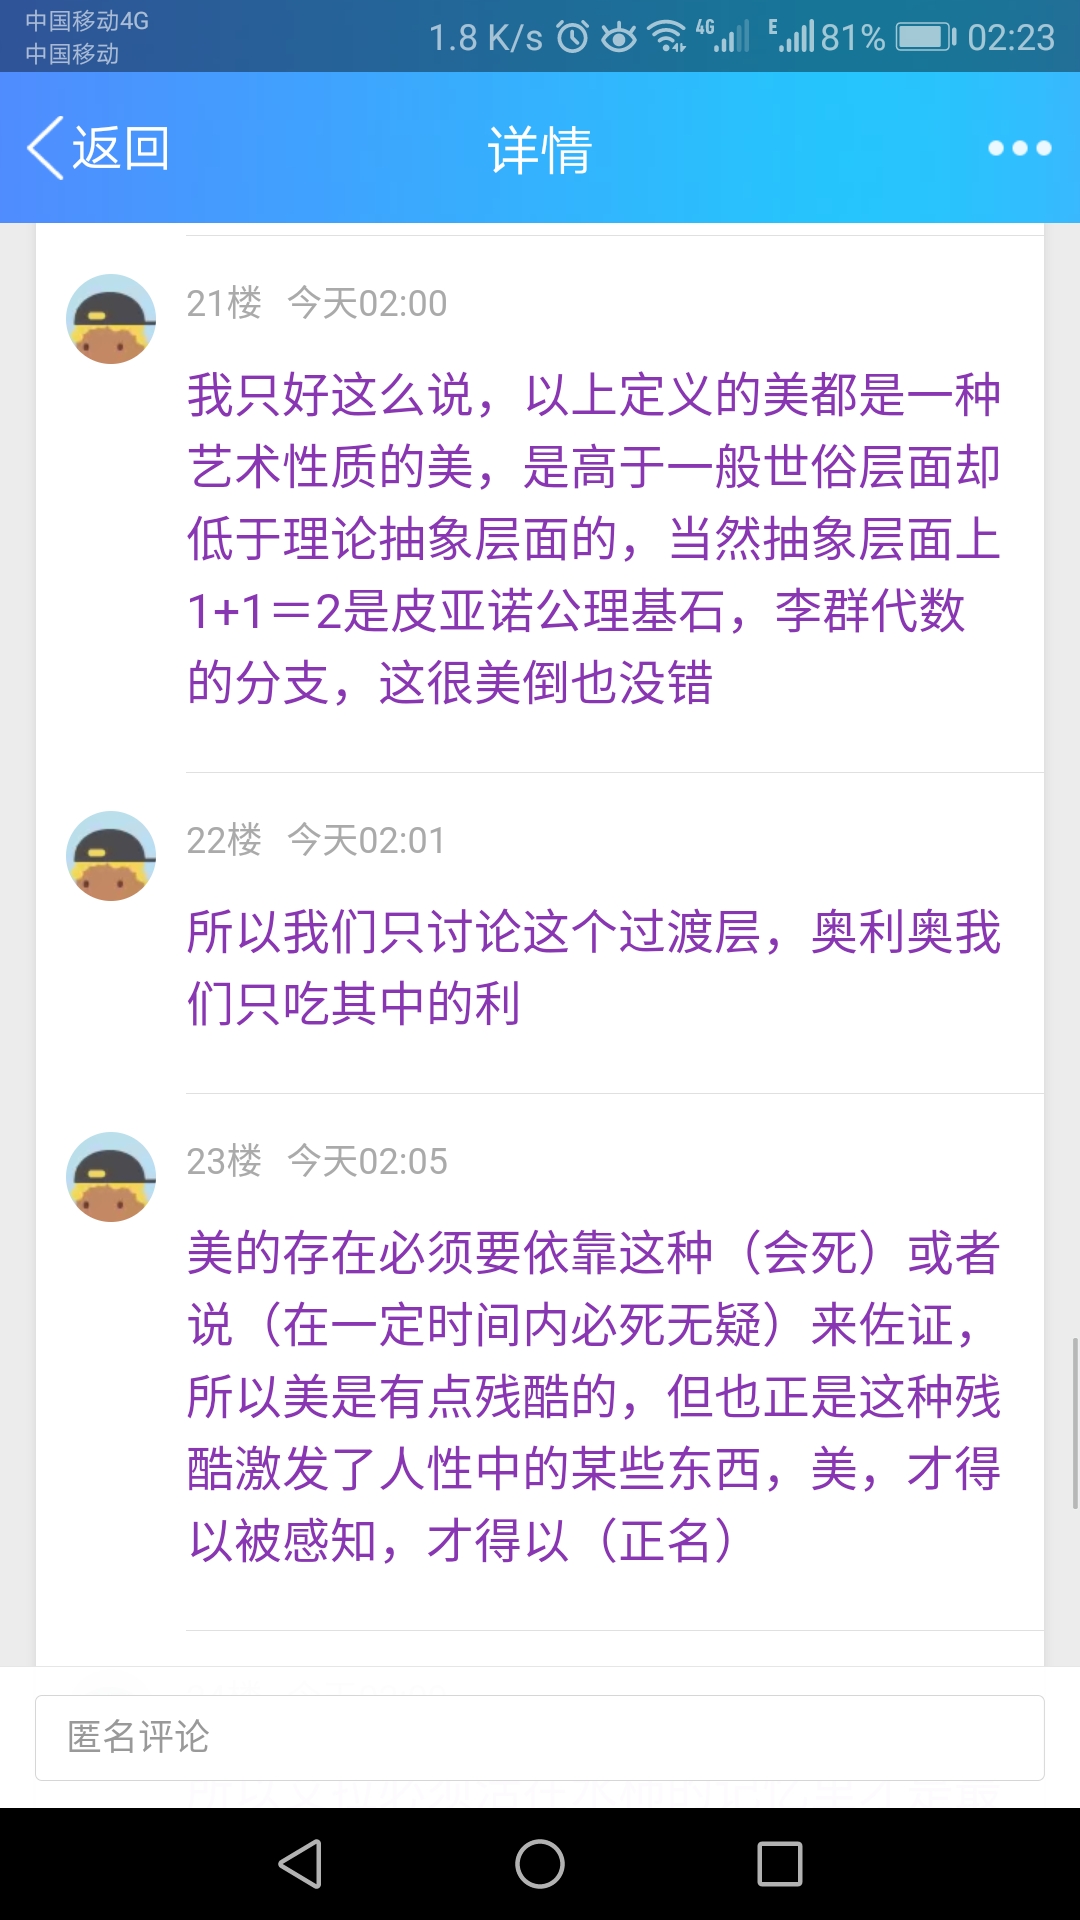 中国移动4G
中国移动
1.8 K/s 4G E 81% 02:23
返回 详情
21楼 今天02:00
我只好这么说，以上定义的美都是一种
艺术性质的美，是高于一般世俗层面却
低于理论抽象层面的，当然抽象层面上
1+1＝2是皮亚诺公理基石，李群代数
的分支，这很美倒也没错
22楼 今天02:01
所以我们只讨论这个过渡层，奥利奥我
们只吃其中的利
23楼 今天02:05
美的存在必须要依靠这种（会死）或者
说（在一定时间内必死无疑）来佐证，
所以美是有点残酷的，但也正是这种残
酷激发了人性中的某些东西，美，才得
以被感知，才得以（正名）
匿名评论